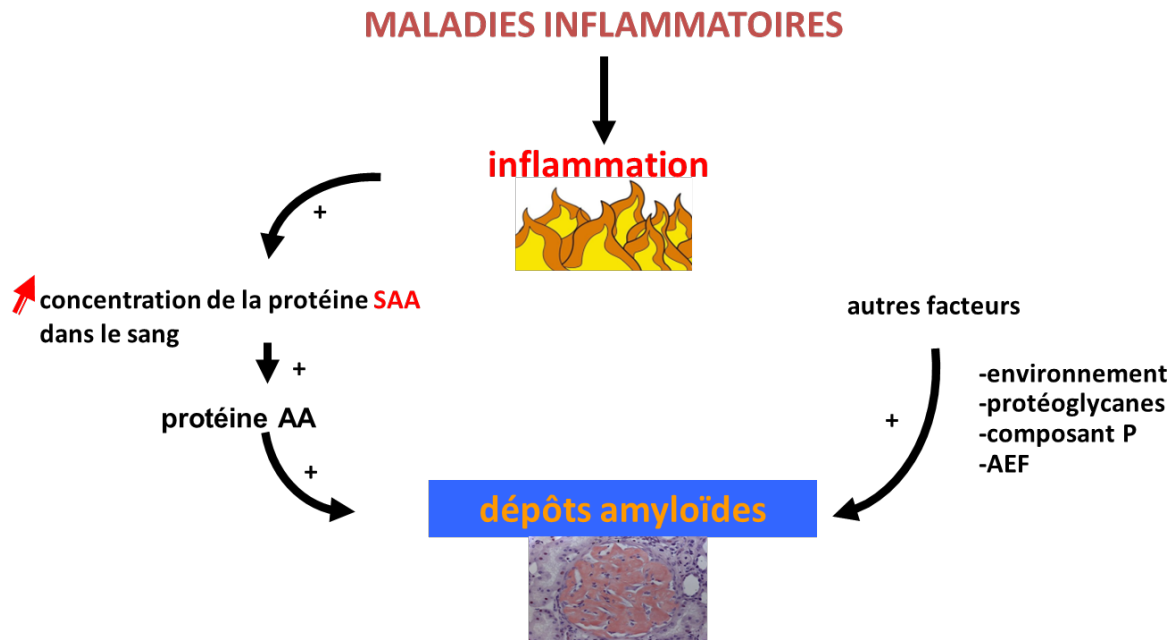 MALADIES INFLAMMATOIRES
inflammation
+
concentration de la protéine SAA
dans le sang
+
protéine AA
+
autres facteurs
+
-environnement
-protéoglycanes
-composant P
-AEF
dépôts amyloïdes